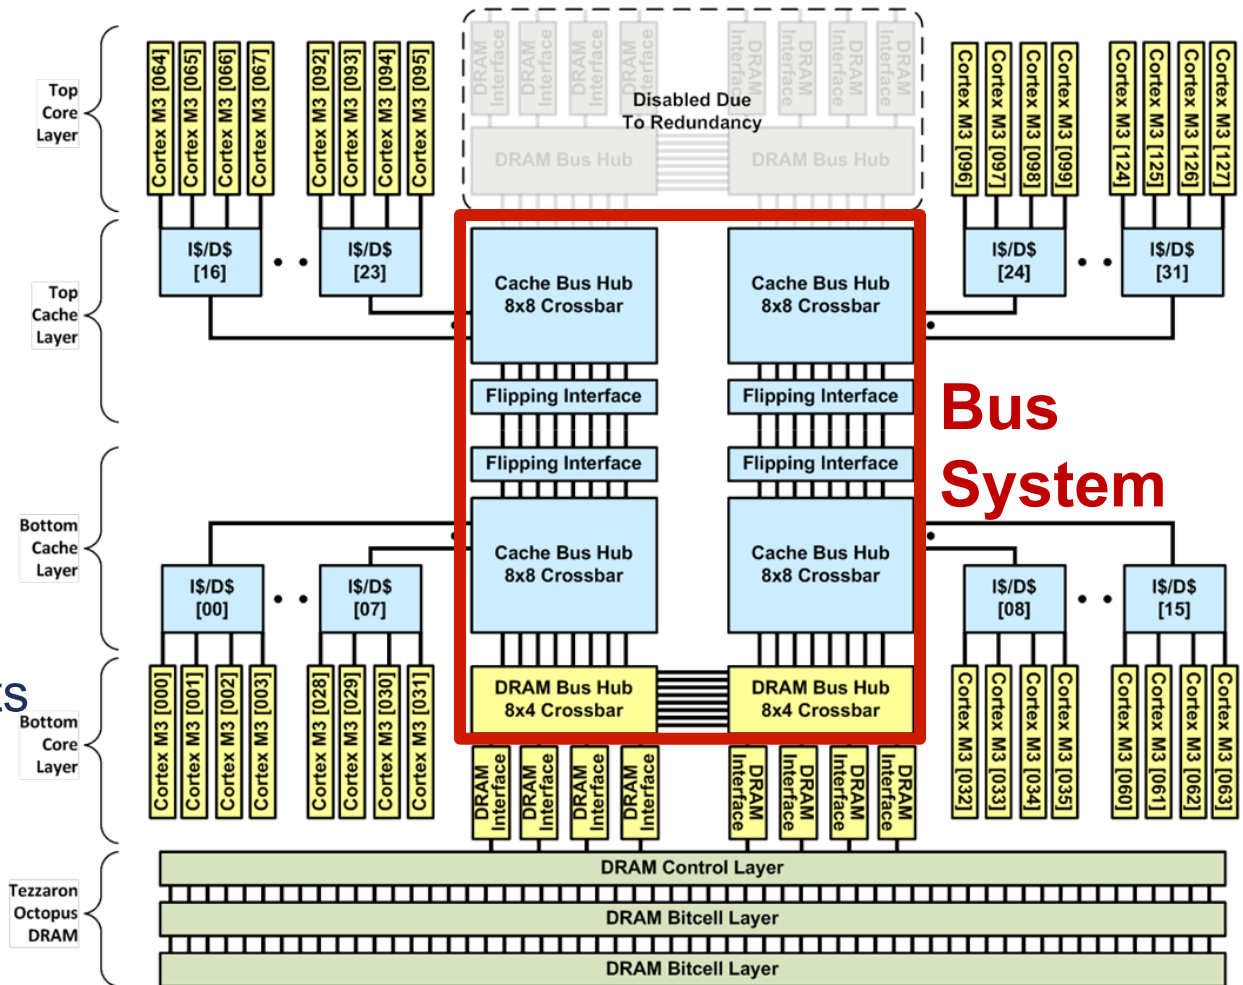 Top
Core
Layer
Cortex M3 [064]
Cortex M3 [065]
Cortex M3 [066]
Cortex M3 [067]
Cortex M3 [092]
Cortex M3 [093]
Cortex M3 [094]
Cortex M3 [095]
DRAM
Interface
DRAM
Interface
DRAM
Interface
DRAM
Interface
DRAM
Interface
DRAM
Interface
DRAM
Interface
DRAM
Interface
Disabled Due
To Redundancy
DRAM Bus Hub
DRAM Bus Hub
Cortex M3 [096]
Cortex M3 [097]
Cortex M3 [098]
Cortex M3 [099]
Cortex M3 [124]
Cortex M3 [125]
Cortex M3 [126]
Cortex M3 [127]
Top
Cache
Layer
I$/D$
[16]
I$/D$
[23]
Cache Bus Hub
8x8 Crossbar
Cache Bus Hub
8x8 Crossbar
I$/D$
[24]
I$/D$
[31]
Flipping Interface
Flipping Interface
Flipping Interface
Flipping Interface
Bus
System
Bottom
Cache
Layer
I$/D$
[00]
I$/D$
[07]
Cache Bus Hub
8x8 Crossbar
Cache Bus Hub
8x8 Crossbar
I$/D$
[08]
I$/D$
[15]
ts
Bottom
Core
Layer
Cortex M3 [000]
Cortex M3 [001]
Cortex M3 [002]
Cortex M3 [003]
Cortex M3 [028]
Cortex M3 [029]
Cortex M3 [030]
Cortex M3 [031]
DRAM Bus Hub
8x4 Crossbar
DRAM Bus Hub
8x4 Crossbar
DRAM
Interface
DRAM
Interface
DRAM
Interface
DRAM
Interface
DRAM
Interface
DRAM
Interface
DRAM
Interface
DRAM
Interface
Cortex M3 [032]
Cortex M3 [033]
Cortex M3 [034]
Cortex M3 [035]
Cortex M3 [060]
Cortex M3 [061]
Cortex M3 [062]
Cortex M3 [063]
Tezzaron
Octopus
DRAM
DRAM Control Layer
DRAM Bitcell Layer
DRAM Bitcell Layer